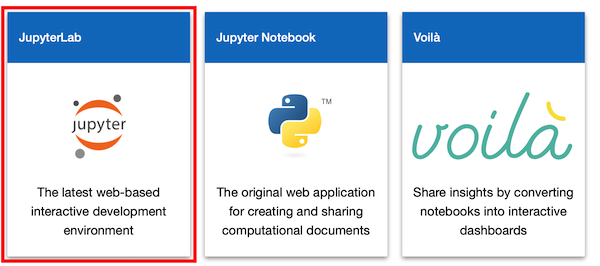 JupyterLab
jupyter
The latest web-based
interactive development
environment
Jupyter Notebook
TM
The original web application
for creating and sharing
computational documents
Voilà
voilà
Share insights by converting
notebooks into interactive
dashboards